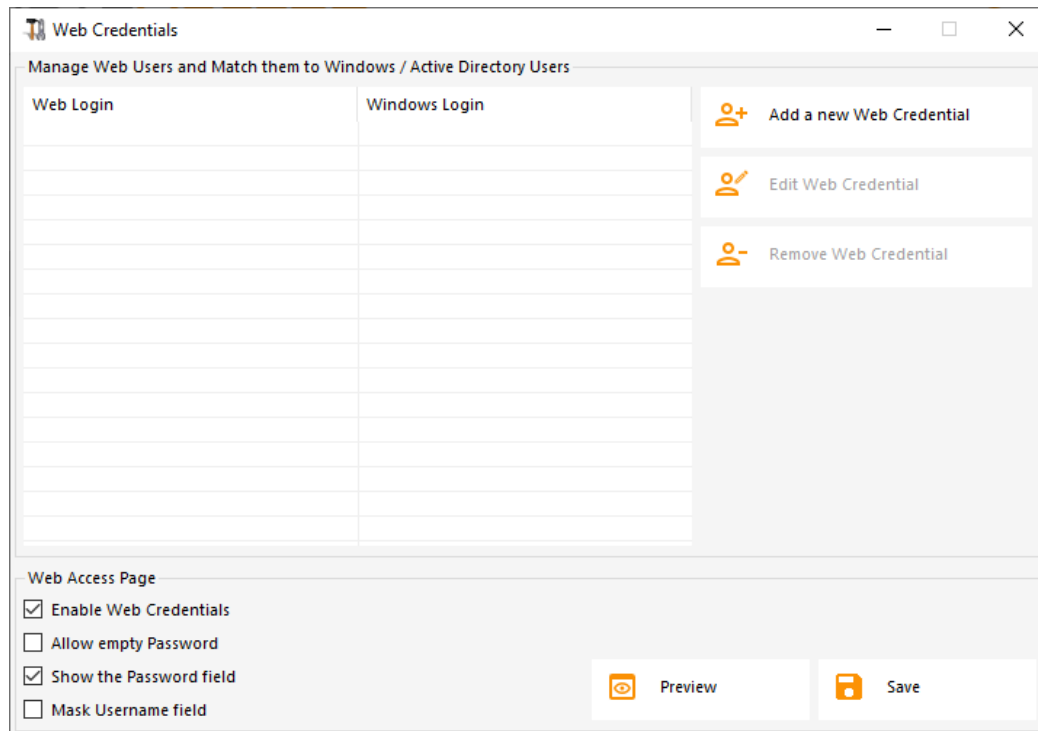 Web Credentials
Manage Web Users and Match them to Windows / Active Directory Users
Web Login
Windows Login
Add a new Web Credential
Edit Web Credential
Remove Web Credential
Web Access Page
Enable Web Credentials
Allow empty Password
Show the Password field
Mask Username field
Preview
Save